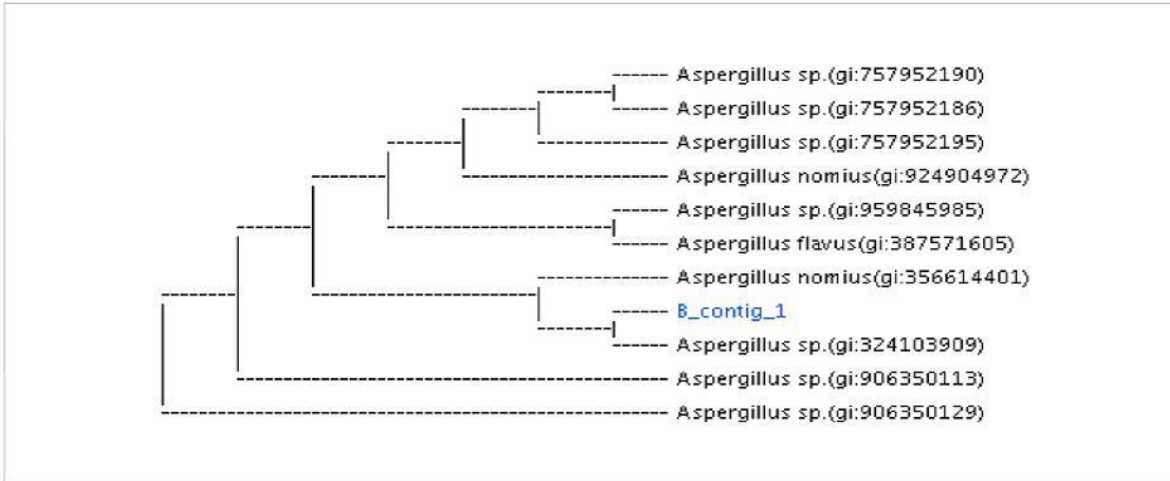 Aspergillus sp.(gi:757952190)
Aspergillus sp.(gi:757952186)
Aspergillus sp.(gi:757952195)
Aspergillus nomius(gi:924904972)
Aspergillus sp.(gi:959845985)
Aspergillus flavus(gi:387571605)
Aspergillus nomius(gi:356614401)
B_contig_1
Aspergillus sp.(gi:324103909)
Aspergillus sp.(gi:906350113)
Aspergillus sp.(gi:906350129)